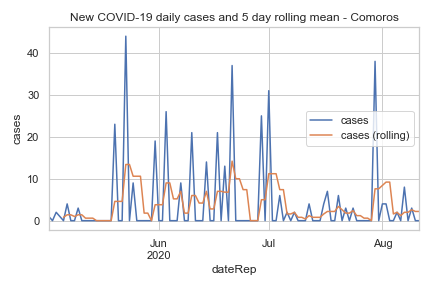 New COVID-19 daily cases and 5 day rolling mean - Comoros
cases
40
30
20
10
0
cases
cases (rolling)
Jun
2020
Jul
Aug
dateRep